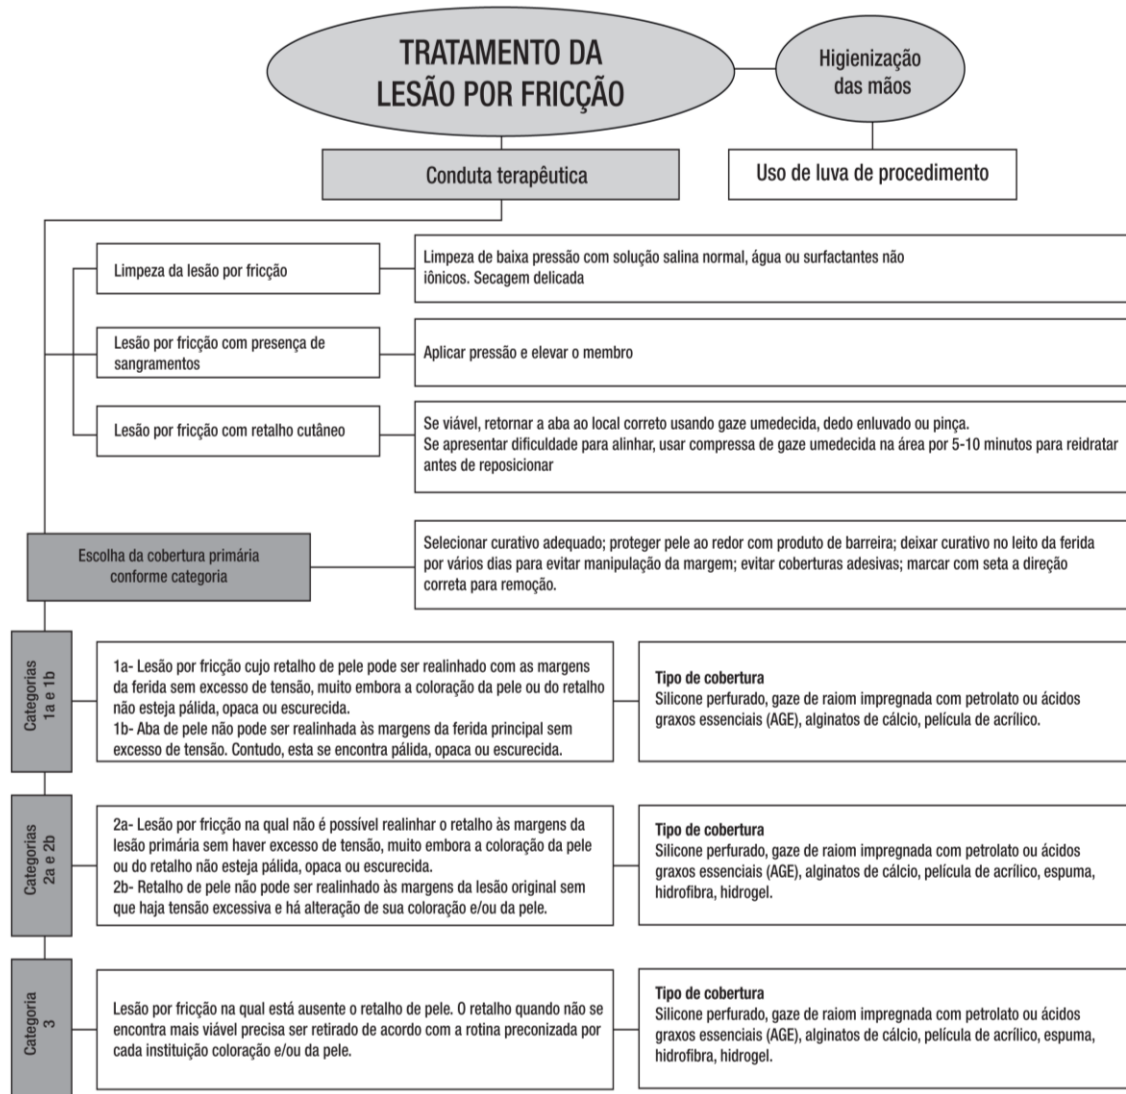 TRATAMENTO DA
LESÃO POR FRICÇÃO
Higienização
das mãos
Conduta terapêutica
Uso de luva de procedimento
Limpeza da lesão por fricção
Limpeza de baixa pressão com solução salina normal, água ou surfactantes não
iônicos. Secagem delicada
Lesão por fricção com presença de
sangramentos
Aplicar pressão e elevar o membro
Lesão por fricção com retalho cutâneo
Se viável, retornar a aba ao local correto usando gaze umedecida, dedo enluvado ou pinça.
Se apresentar dificuldade para alinhar, usar compressa de gaze umedecida na área por 5-10 minutos para reidratar
antes de reposicionar
Escolha da cobertura primária
conforme categoria
Selecionar curativo adequado; proteger pele ao redor com produto de barreira; deixar curativo no leito da ferida
por vários dias para evitar manipulação da margem; evitar coberturas adesivas; marcar com seta a direção
correta para remoção.
Categorias
1a e 1b
1a- Lesão por fricção cujo retalho de pele pode ser realinhado com as margens
da ferida sem excesso de tensão, muito embora a coloração da pele ou do retalho
não esteja pálida, opaca ou escurecida.
1b- Aba de pele não pode ser realinhada às margens da ferida principal sem
excesso de tensão. Contudo, esta se encontra pálida, opaca ou escurecida.
Tipo de cobertura
Silicone perfurado, gaze de raiom impregnada com petrolato ou ácidos
graxos essenciais (AGE), alginatos de cálcio, película de acrílico.
Categorias
2a e 2b
2a- Lesão por fricção na qual não é possível realinhar o retalho às margens da
lesão primária sem haver excesso de tensão, muito embora a coloração da pele
ou do retalho não esteja pálida, opaca ou escurecida.
2b- Retalho de pele não pode ser realinhado às margens da lesão original sem
que haja tensão excessiva e há alteração de sua coloração e/ou da pele.
Tipo de cobertura
Silicone perfurado, gaze de raiom impregnada com petrolato ou ácidos
graxos essenciais (AGE), alginatos de cálcio, película de acrílico, espuma,
hidrofibra, hidrogel.
Categoria
3
Lesão por fricção na qual está ausente o retalho de pele. O retalho quando não se
encontra mais viável precisa ser retirado de acordo com a rotina preconizada por
cada instituição coloração e/ou da pele.
Tipo de cobertura
Silicone perfurado, gaze de raiom impregnada com petrolato ou ácidos
graxos essenciais (AGE), alginatos de cálcio, película de acrílico, espuma,
hidrofibra, hidrogel.